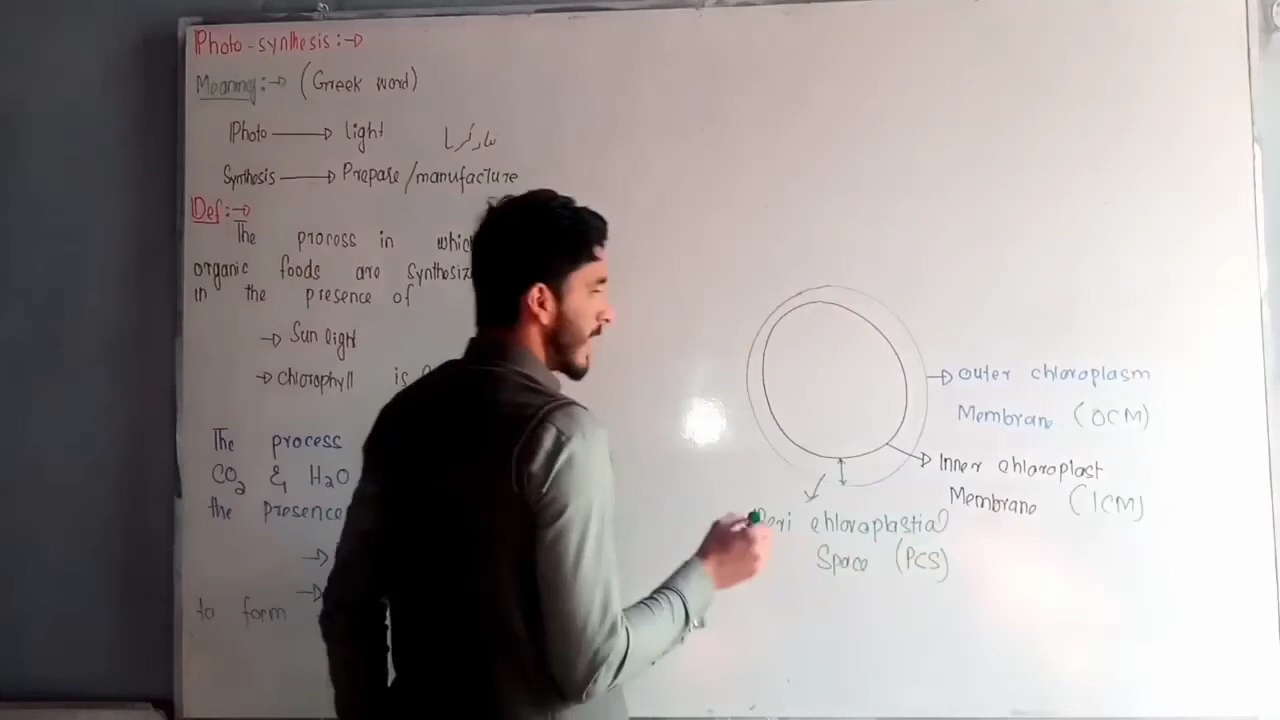 Photo-synthesis:→
Meaning:→ (Greek word)
Photo → light
Synthesis → Prepare/manufacture
Def:→
The process in
organic foods are
in the presence of
→ Sun light
→ chlorophyll is
The process
CO2 & H2O
the presence
→
→
to form
→ outer chloroplasm
Membrane (OCM)
→ Inner chloroplast
Membrane (ICM)
Peri chloroplastial
Space (PCS)